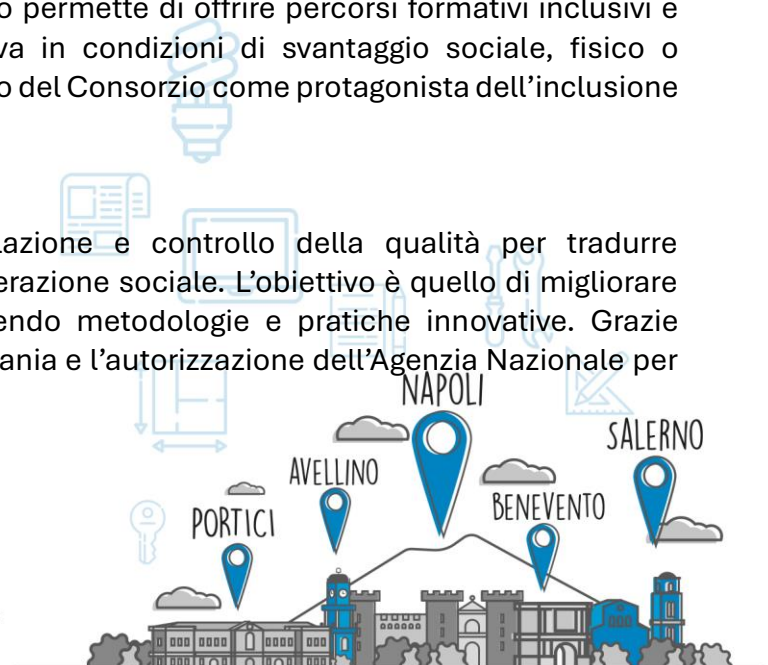 o permette di offrire percorsi formativi inclusivi e
va in condizioni di svantaggio sociale, fisico o
o del Consorzio come protagonista dell’inclusione
lazione e controllo della qualità per tradurre
erazione sociale. L’obiettivo è quello di migliorare
endo metodologie e pratiche innovative. Grazie
ania e l’autorizzazione dell’Agenzia Nazionale per
NAPOLI
SALERNO
AVELLINO
BENEVENTO
PORTICI